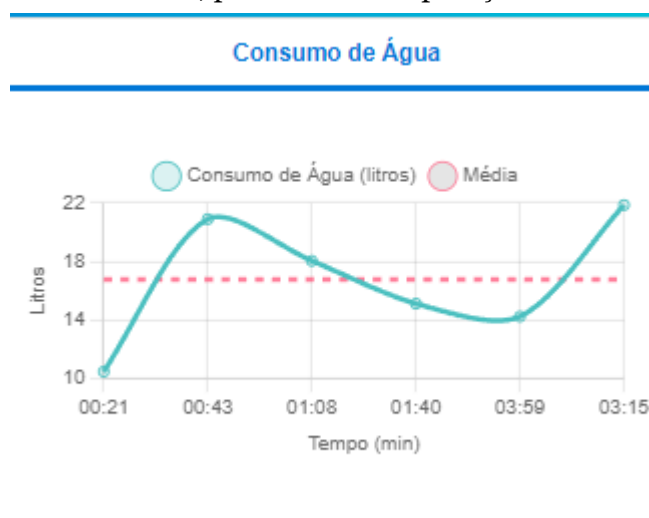 Consumo de Água
Consumo de Água (litros) Média
22
18
14
10
Litros
00:21 00:43 01:08 01:40 03:59 03:15
Tempo (min)